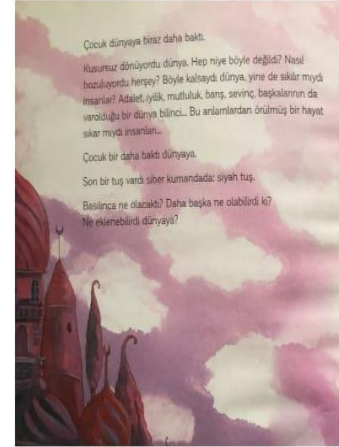 Çocuk dünyaya biraz daha baktı.
Kusursuz dönüyordu dünya. Hep niye böyle değildi? Nasıl
bozuluyordu herşey? Böyle kalsaydı dünya, yine de sıkılır mıydı
insanlar? Adalet, iyilik, mutluluk, barış, sevinç, başkalarının da
varolduğu bir dünya bilinci... Bu anlamlardan örülmüş bir hayat
sıkar mıydı insanları...
Çocuk bir daha baktı dünyaya.
Son bir tuş vardı siber kumandada: siyah tuş.
Basılınca ne olacaktı? Daha başka ne olabilirdi ki?
Ne eklenebilirdi dünyaya?